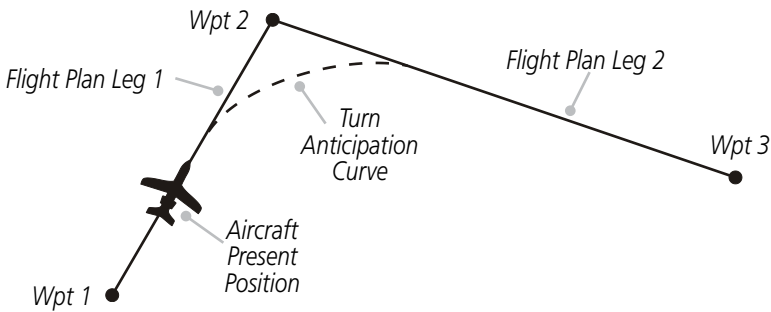 Wpt 2
Flight Plan Leg 1
Flight Plan Leg 2
Turn
Anticipation
Curve
Wpt 3
Aircraft
Present
Position
Wpt 1